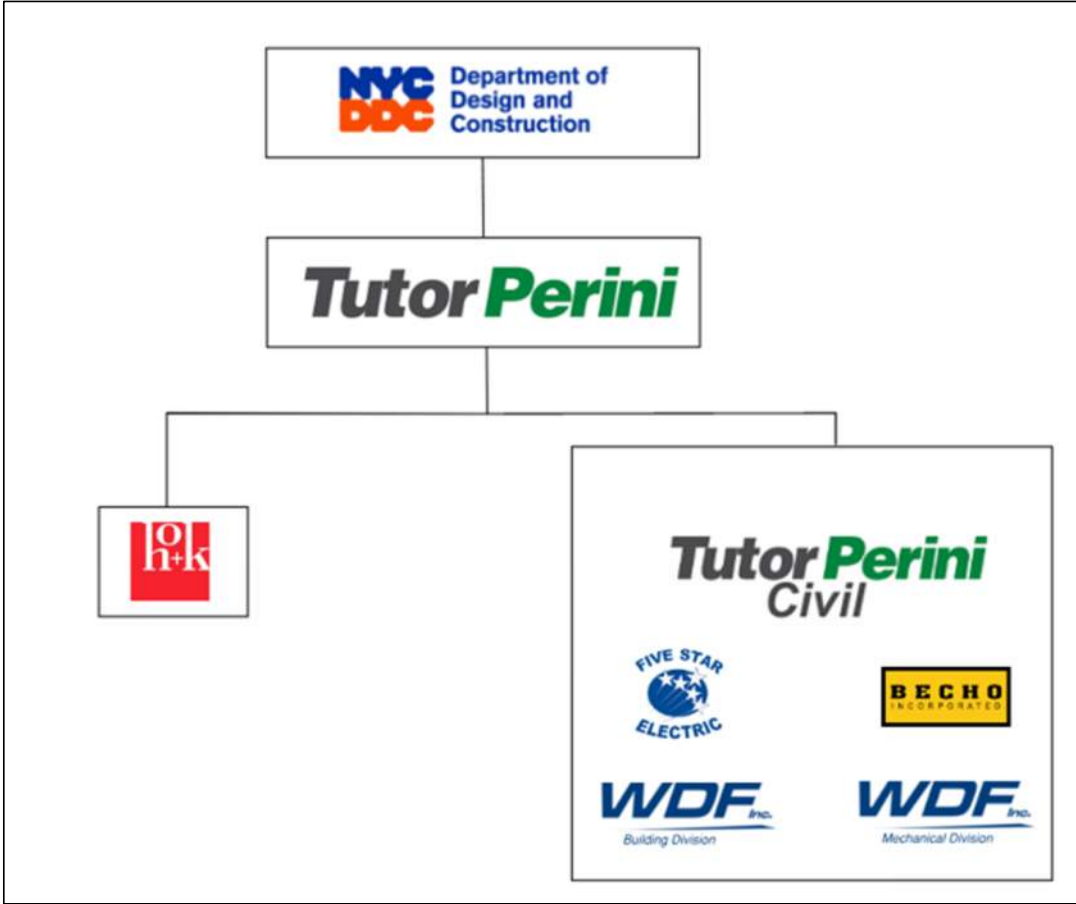 NYC Department of
DDC Design and
Construction
Tutor Perini
hok
Tutor Perini
Civil
FIVE STAR
ELECTRIC
BECHO
INCORPORATED
WDF Inc.
Building Division
WDF Inc.
Mechanical Division